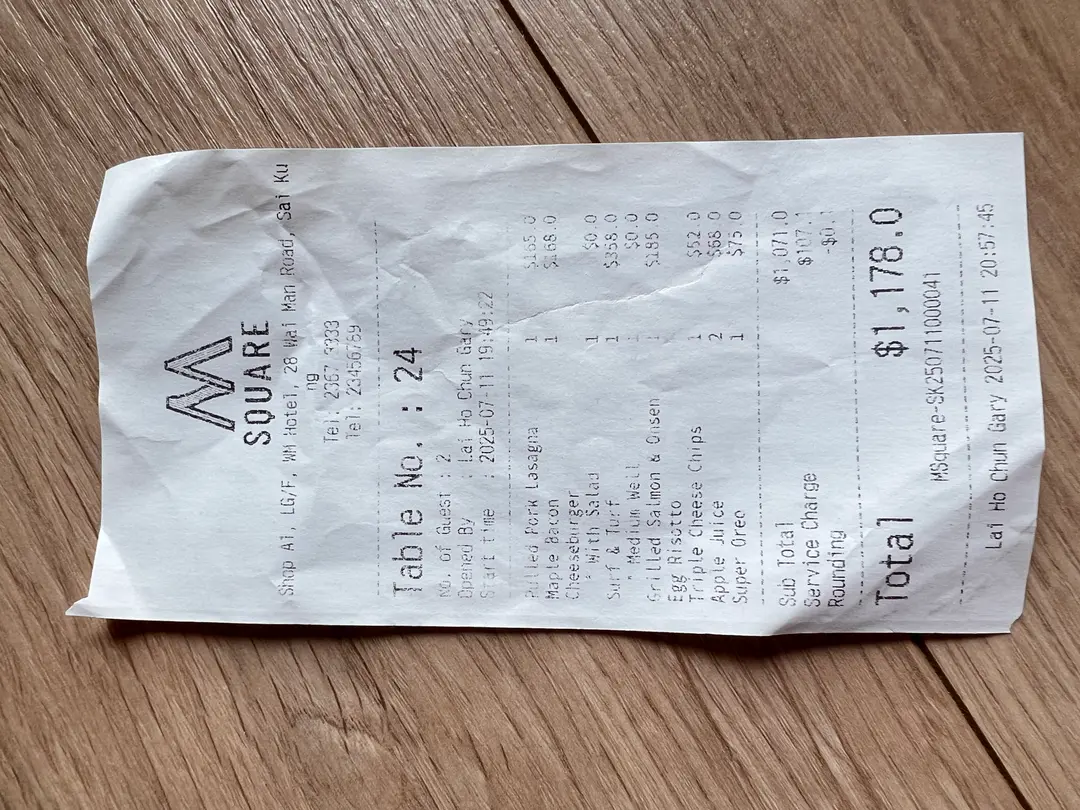 M
SQUARE
Shop A1, LG/F, WM Hotel, 28 Wai Man Road, Sai Ku
ng
Tel: 2367 3333
Tel: 23456789
Table No. : 24
No. of Guest : 2
Opened By : Lai Ho Chun Gary
Start time : 2025-07-11 19:49:22
Pulled Pork Lasagna 1 $165.0
Maple Bacon 1 $168.0
Cheeseburger
* With Salad 1 $0.0
Surf & Turf 1 $358.0
* Medium Well 1 $0.0
Grilled Salmon & Onsen 1 $185.0
Egg Risotto
Triple Cheese Chips 1 $52.0
Apple Juice 2 $68.0
Super Oreo 1 $75.0
Sub Total $1,071.0
Service Charge $107.1
Rounding -$0.1
Total $1,178.0
MSquare-SK250711000041
Lai Ho Chun Gary 2025-07-11 20:57:45